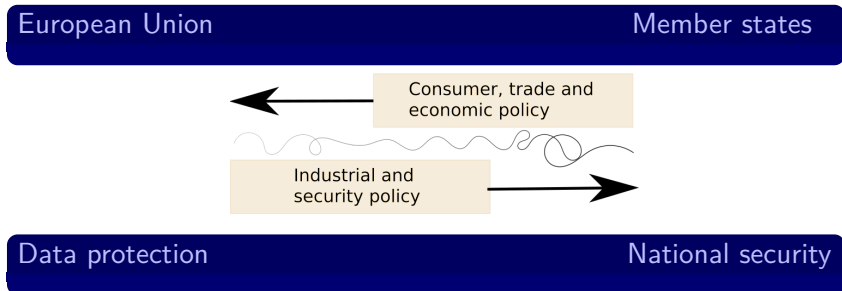 European Union
Member states
Consumer, trade and
economic policy
Industrial and
security policy
Data protection
National security